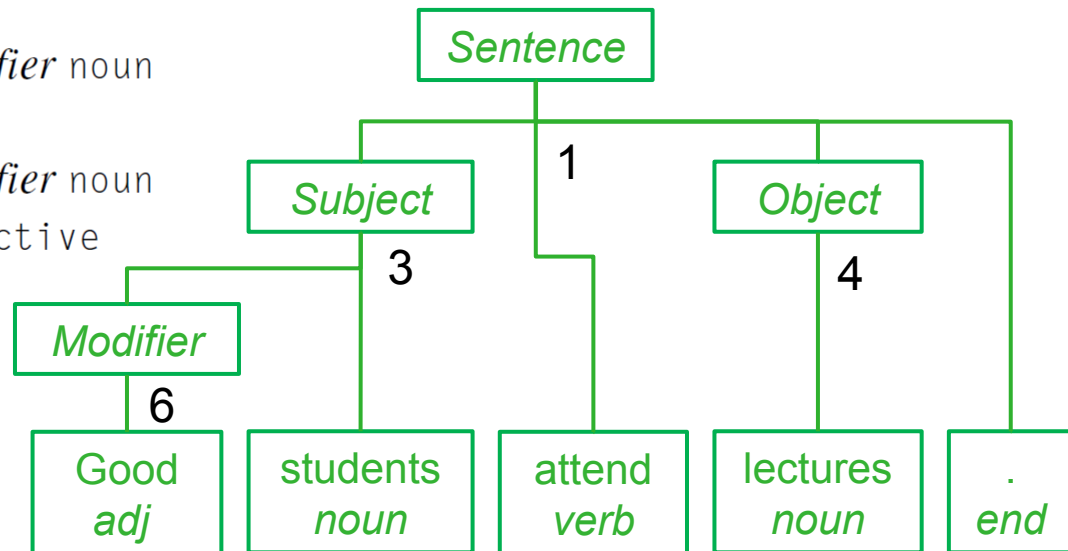 Sentence
fier noun
1
fier noun
Subject
Object
ctive
3
4
Modifier
6
Good
adj
students
noun
attend
verb
lectures
noun
.
end